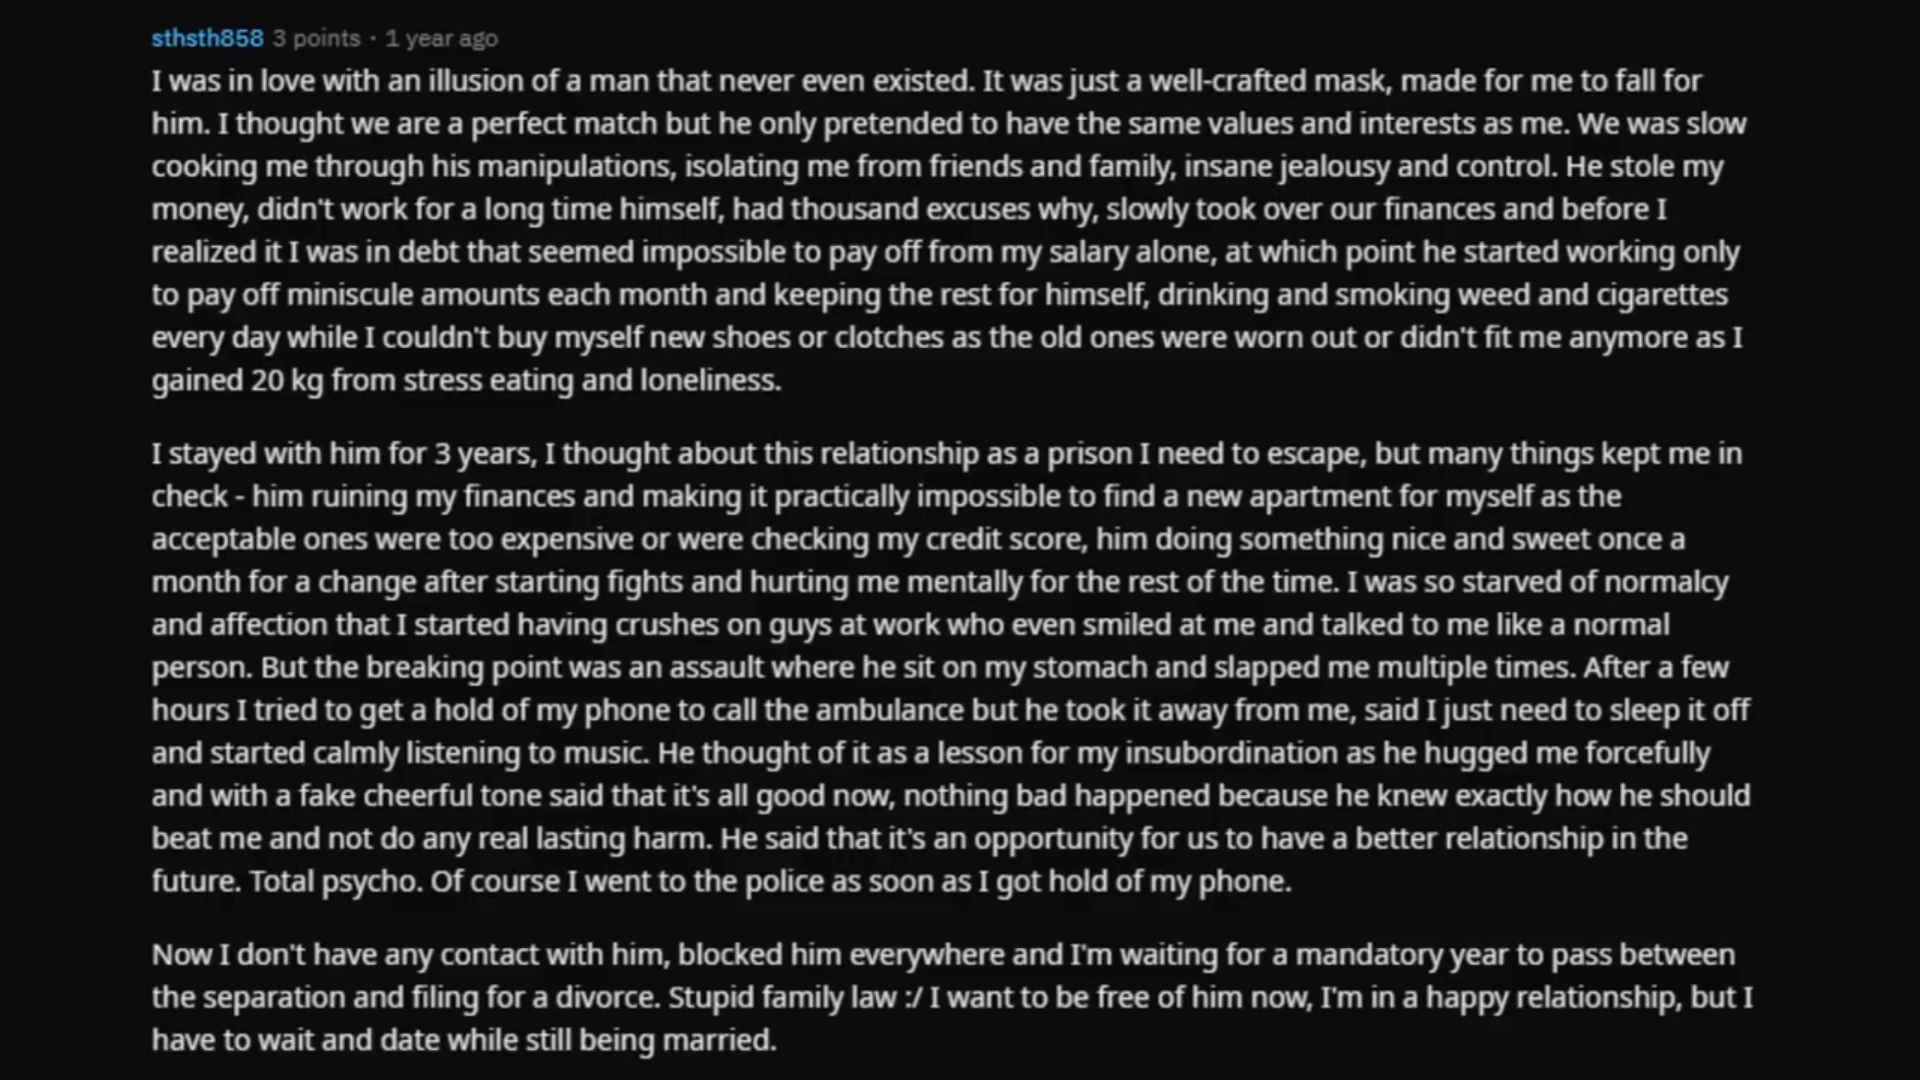 sthsth858 3 points · 1 year ago
I was in love with an illusion of a man that never even existed. It was just a well-crafted mask, made for me to fall for
him. I thought we are a perfect match but he only pretended to have the same values and interests as me. We was slow
cooking me through his manipulations, isolating me from friends and family, insane jealousy and control. He stole my
money, didn't work for a long time himself, had thousand excuses why, slowly took over our finances and before I
realized it I was in debt that seemed impossible to pay off from my salary alone, at which point he started working only
to pay off miniscule amounts each month and keeping the rest for himself, drinking and smoking weed and cigarettes
every day while I couldn't buy myself new shoes or clotches as the old ones were worn out or didn't fit me anymore as I
gained 20 kg from stress eating and loneliness.
I stayed with him for 3 years, I thought about this relationship as a prison I need to escape, but many things kept me in
check - him ruining my finances and making it practically impossible to find a new apartment for myself as the
acceptable ones were too expensive or were checking my credit score, him doing something nice and sweet once a
month for a change after starting fights and hurting me mentally for the rest of the time. I was so starved of normalcy
and affection that I started having crushes on guys at work who even smiled at me and talked to me like a normal
person. But the breaking point was an assault where he sit on my stomach and slapped me multiple times. After a few
hours I tried to get a hold of my phone to call the ambulance but he took it away from me, said I just need to sleep it off
and started calmly listening to music. He thought of it as a lesson for my insubordination as he hugged me forcefully
and with a fake cheerful tone said that it's all good now, nothing bad happened because he knew exactly how he should
beat me and not do any real lasting harm. He said that it's an opportunity for us to have a better relationship in the
future. Total psycho. Of course I went to the police as soon as I got hold of my phone.
Now I don't have any contact with him, blocked him everywhere and I'm waiting for a mandatory year to pass between
the separation and filing for a divorce. Stupid family law :/ I want to be free of him now, I'm in a happy relationship, but I
have to wait and date while still being married.